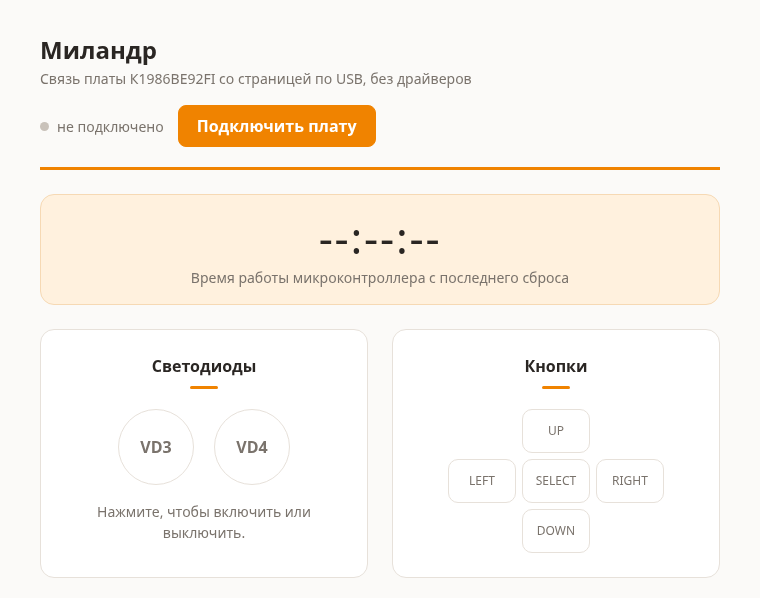 Миландр
Связь платы К1986ВЕ92FI со страницей по USB, без драйверов
не подключено
Подключить плату
--:--:--
Время работы микроконтроллера с последнего сброса
Светодиоды
VD3
VD4
Нажмите, чтобы включить или
выключить.
Кнопки
UP
LEFT
SELECT
RIGHT
DOWN